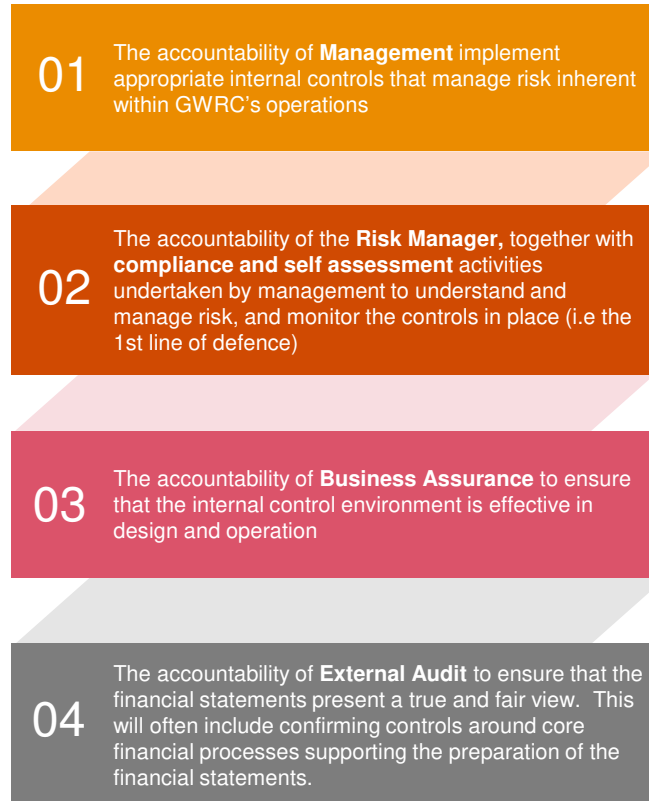 01
The accountability of Management implement
appropriate internal controls that manage risk inherent
within GWRC's operations
02
The accountability of the Risk Manager, together with
compliance and self assessment activities
undertaken by management to understand and
manage risk, and monitor the controls in place (i.e the
1st line of defence)
03
The accountability of Business Assurance to ensure
that the internal control environment is effective in
design and operation
04
The accountability of External Audit to ensure that the
financial statements present a true and fair view.  This
will often include confirming controls around core
financial processes supporting the preparation of the
financial statements.